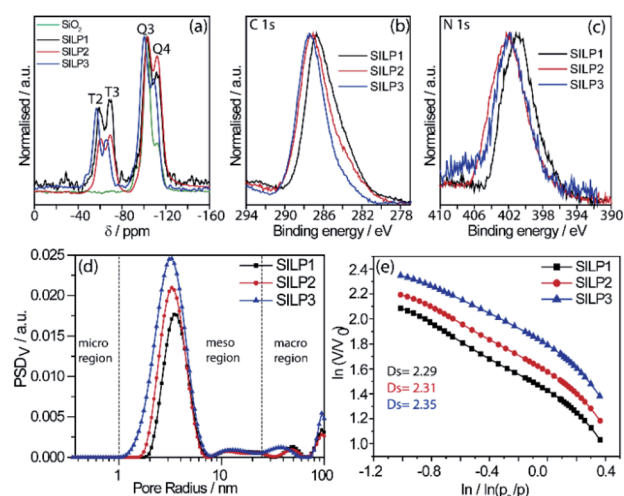 (a)
SiO₂
SILP1
SILP2
SILP3
Q3
Q4
T2
T3
Normalised / a.u.
0 -40 -80 -120 -160
δ / ppm
(b)
C 1s
SILP1
SILP2
SILP3
Normalised / a.u.
294 290 286 282 278
Binding energy / eV
(c)
N 1s
SILP1
SILP2
SILP3
Normalised / a.u.
410 406 402 398 394 390
Binding energy / eV
(d)
SILP1
SILP2
SILP3
micro region
meso region
macro region
PSDᵥ / a.u.
0.025
0.020
0.015
0.010
0.005
0.000
1 10 100
Pore Radius / nm
(e)
SILP1
SILP2
SILP3
Ds= 2.29
Ds= 2.31
Ds= 2.35
2.4
2.2
2.0
1.8
1.6
1.4
1.2
1.0
-1.2 -0.8 -0.4 0.0 0.4